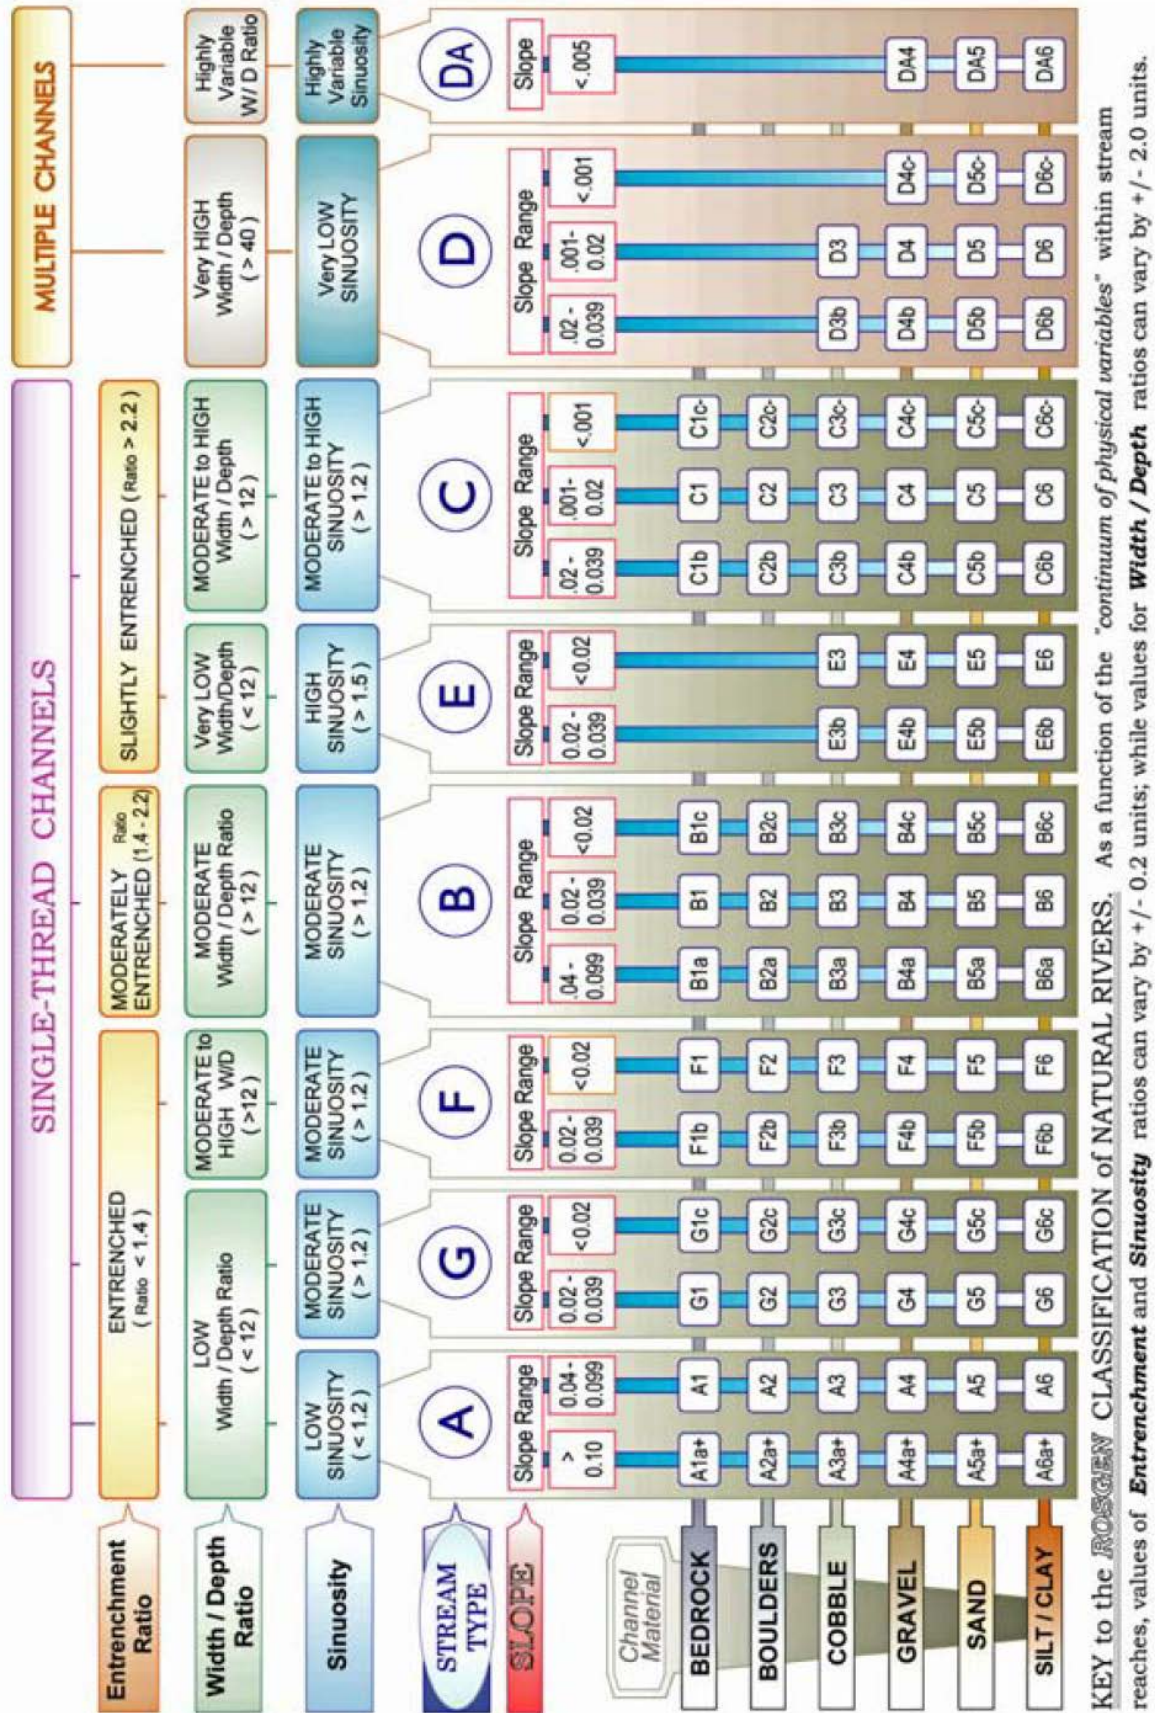 SINGLE-THREAD CHANNELS
MULTIPLE CHANNELS
Entrenchment
Ratio
ENTRENCHED
( Ratio < 1.4 )
MODERATELY Ratio
ENTRENCHED (1.4 - 2.2)
SLIGHTLY ENTRENCHED ( Ratio > 2.2 )
Width / Depth
Ratio
LOW
Width / Depth Ratio
( < 12 )
MODERATE to
HIGH W/D
( >12 )
MODERATE
Width / Depth Ratio
( > 12 )
Very LOW
Width/Depth
( < 12 )
MODERATE to HIGH
Width / Depth
( > 12 )
Very HIGH
Width / Depth
( > 40 )
Highly
Variable
W/ D Ratio
Sinuosity
LOW
SINUOSITY
( < 1.2 )
MODERATE
SINUOSITY
( > 1.2 )
MODERATE
SINUOSITY
( > 1.2 )
MODERATE
SINUOSITY
( > 1.2 )
HIGH
SINUOSITY
( > 1.5 )
MODERATE to HIGH
SINUOSITY
( > 1.2 )
Very LOW
SINUOSITY
Highly
Variable
Sinuosity
STREAM
TYPE
A G F B E C D DA
SLOPE
Slope Range Slope Range Slope Range Slope Range Slope Range Slope Range Slope Range Slope
>
0.10
0.04 -
0.099
0.02 -
0.039
<0.02
0.02 -
0.039
<0.02
.04 -
0.099
0.02 -
0.039
<0.02
0.02 -
0.039
<0.02
.02 -
0.039
.001-
0.02
<.001
.02 -
0.039
.001-
0.02
<.001
<.005
Channel
Material
BEDROCK A1a+ A1 G1 G1c F1b F1 B1a B1 B1c C1b C1 C1c-
BOULDERS A2a+ A2 G2 G2c F2b F2 B2a B2 B2c C2b C2 C2c-
COBBLE A3a+ A3 G3 G3c F3b F3 B3a B3 B3c E3b E3 C3b C3 C3c- D3b D3
GRAVEL A4a+ A4 G4 G4c F4b F4 B4a B4 B4c E4b E4 C4b C4 C4c- D4b D4 D4c- DA4
SAND A5a+ A5 G5 G5c F5b F5 B5a B5 B5c E5b E5 C5b C5 C5c- D5b D5 D5c- DA5
SILT / CLAY A6a+ A6 G6 G6c F6b F6 B6a B6 B6c E6b E6 C6b C6 C6c- D6b D6 D6c- DA6
KEY to the ROSGEN CLASSIFICATION of NATURAL RIVERS. As a function of the "continuum of physical variables" within stream
reaches, values of Entrenchment and Sinuosity ratios can vary by +/- 0.2 units; while values for Width / Depth ratios can vary by +/- 2.0 units.